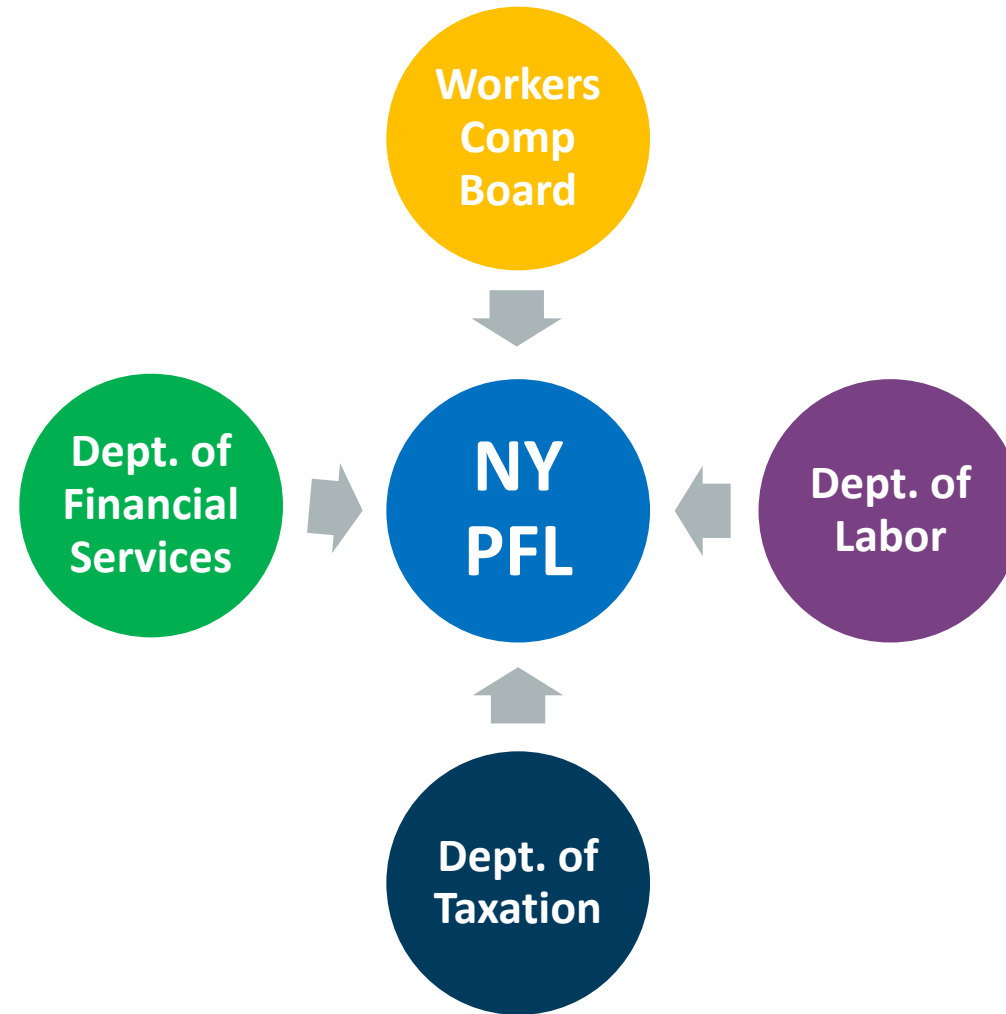 Workers
Comp
Board
Dept. of
Financial
Services
NY
PFL
Dept. of
Labor
Dept. of
Taxation